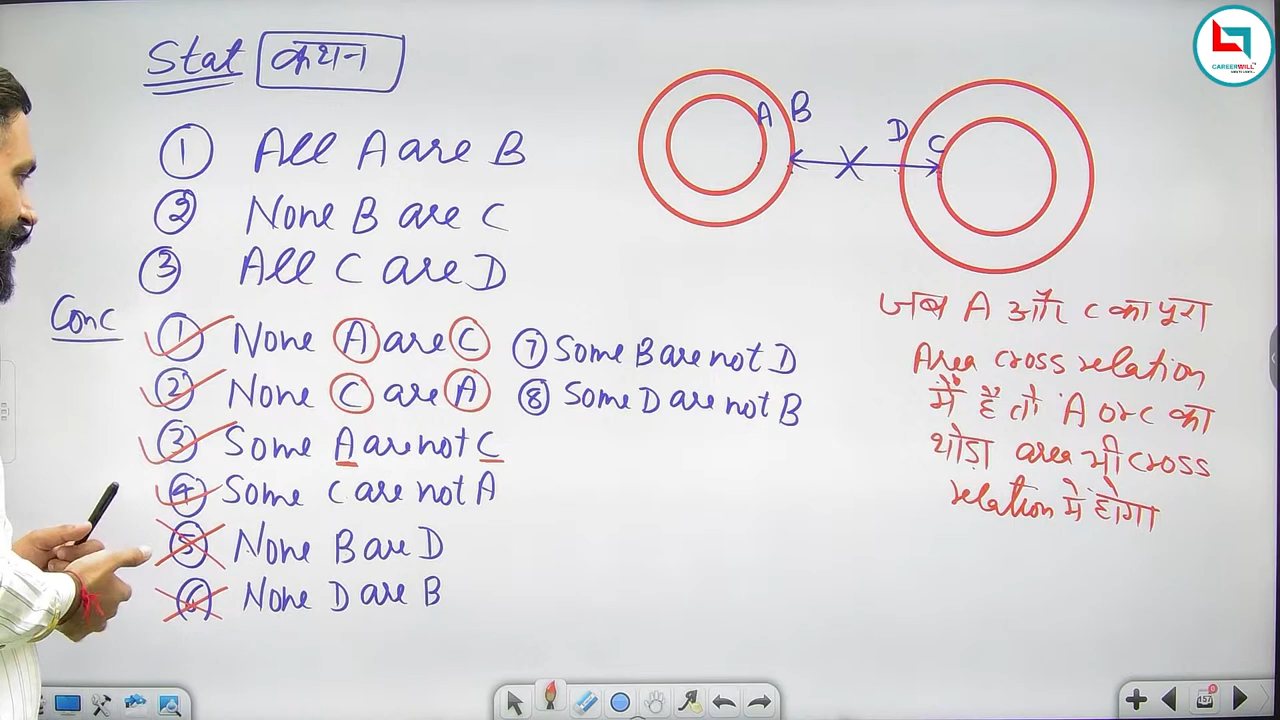 Stat कथन
① All A are B
② None B are C
③ All C are D
Conc
① None A are C
② None C are A
③ Some A are not C
④ Some C are not A
⑤ None B are D
⑥ None D are B
⑦ Some B are not D
⑧ Some D are not B
A B
D C
जब A और C का पूरा
Area cross relation
में है तो A or C का
थोड़ा area भी cross
relation में होगा
CAREERWILL
157